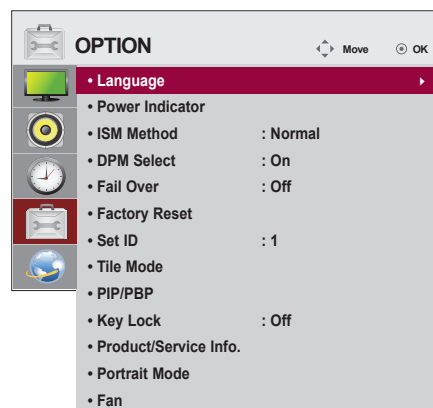 OPTION
Move OK
• Language
• Power Indicator
• ISM Method : Normal
• DPM Select : On
• Fail Over : Off
• Factory Reset
• Set ID : 1
• Tile Mode
• PIP/PBP
• Key Lock : Off
• Product/Service Info.
• Portrait Mode
• Fan